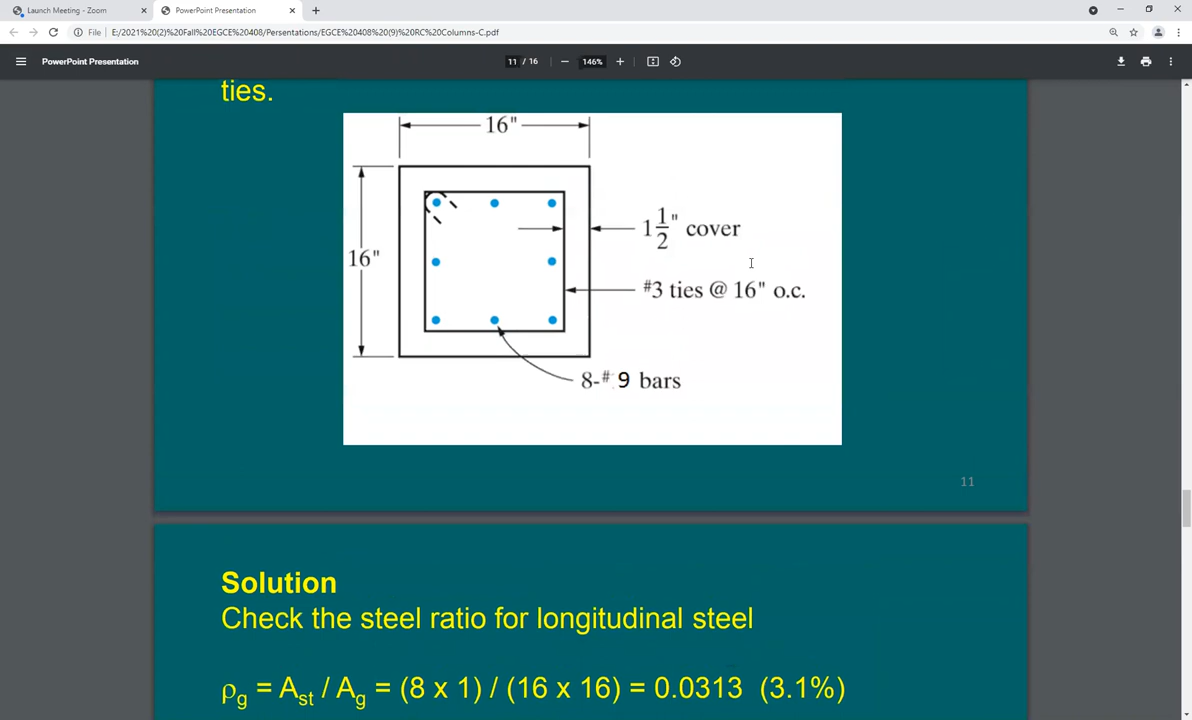 Launch Meeting - Zoom
PowerPoint Presentation
File
E:/2021%20(2)%20Fall%20EGCE%20408/Persentations/EGCE%20408%20(9)%20RC%20Columns-C.pdf
PowerPoint Presentation
11 / 16
146%
ties.
16"
16"
1 1/2" cover
#3 ties @ 16" o.c.
8-#9 bars
11
Solution
Check the steel ratio for longitudinal steel
ρg = Ast / Ag = (8 x 1) / (16 x 16) = 0.0313 (3.1%)